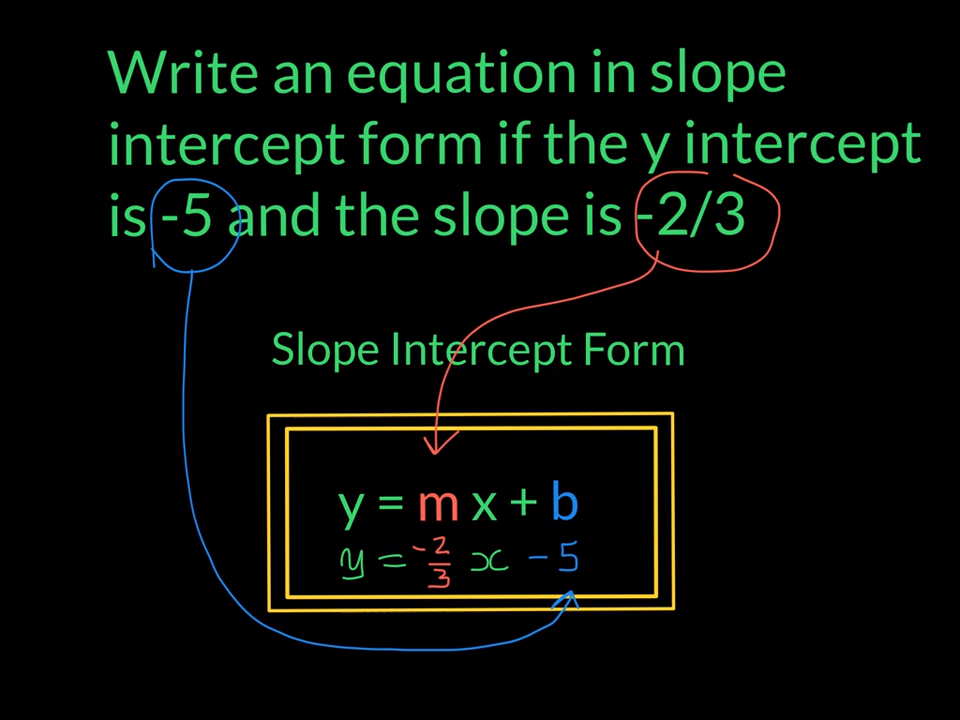 Write an equation in slope
intercept form if the y intercept
is -5 and the slope is -2/3
Slope Intercept Form
y = m x + b
y = -2/3 x - 5